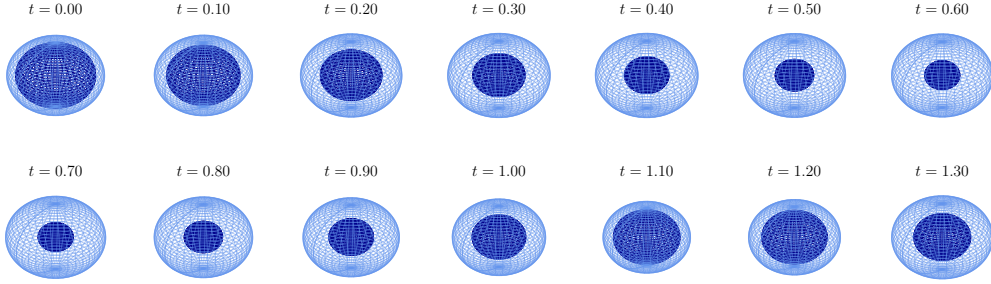 t = 0.00 t = 0.10 t = 0.20 t = 0.30 t = 0.40 t = 0.50 t = 0.60
t = 0.70 t = 0.80 t = 0.90 t = 1.00 t = 1.10 t = 1.20 t = 1.30